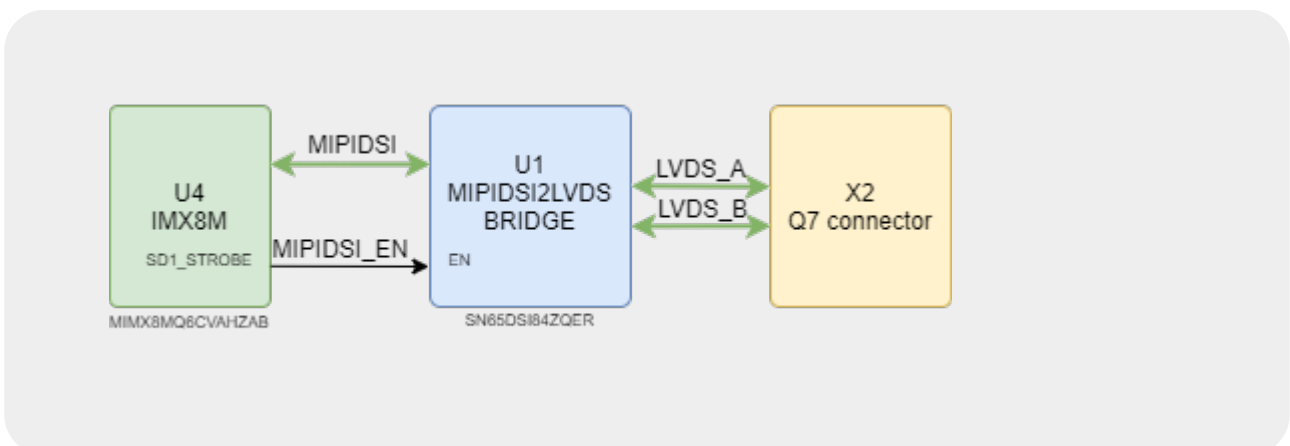 U4
IMX8M
SD1_STROBE
MIMX8MQ6CVAHZAB
MIPIDSI
MIPIDSI_EN
U1
MIPIDSI2LVDS
BRIDGE
EN
SN65DSI84ZQER
LVDS_A
LVDS_B
X2
Q7 connector